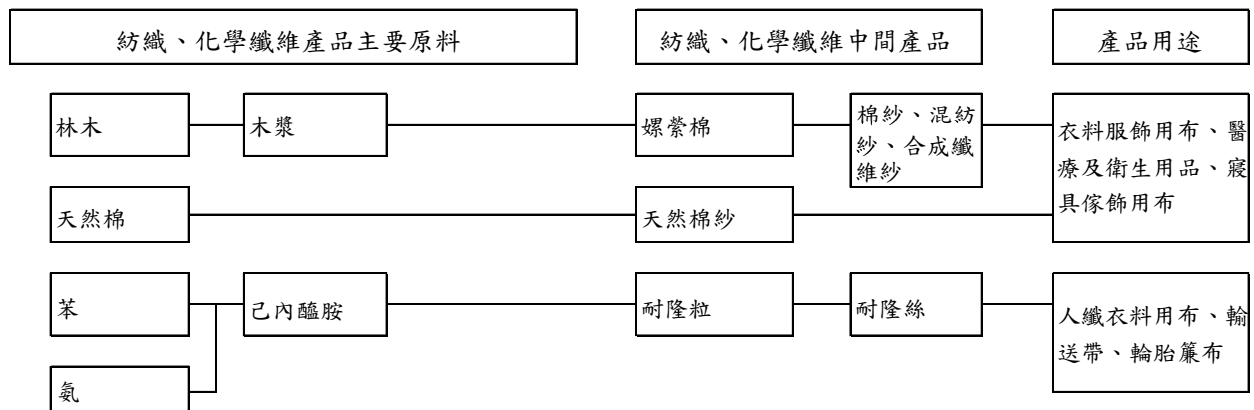 紡織、化學纖維產品主要原料
紡織、化學纖維中間產品
產品用途
林木
木漿
嫘縈棉
棉紗、混紡
紗、合成纖
維紗
衣料服飾用布、醫
療及衛生用品、寢
具傢飾用布
天然棉
天然棉紗
苯
己內醯胺
耐隆粒
耐隆絲
人纖衣料用布、輸
送帶、輪胎簾布
氨